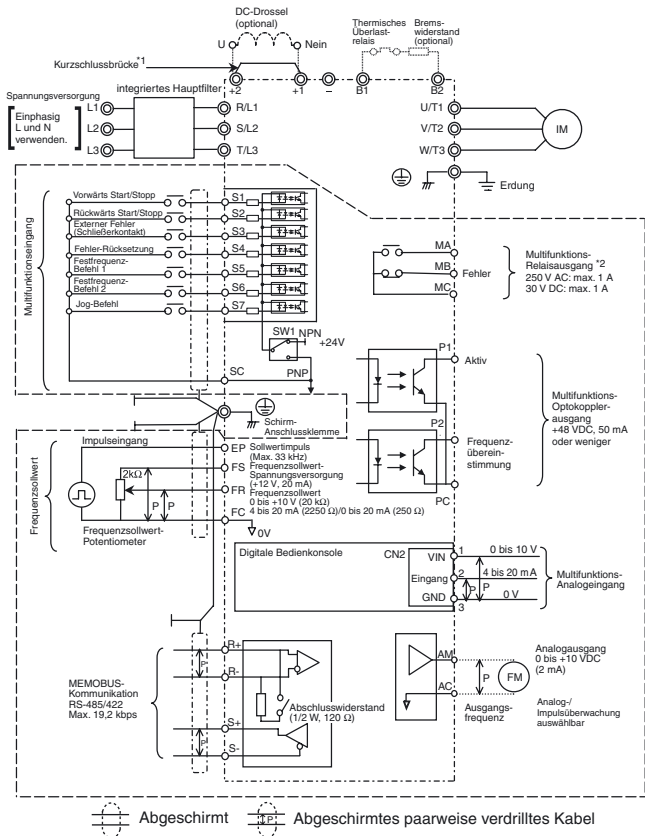 DC-Drossel
(optional)
U
Nein
Thermisches
Überlast-
relais
Brems-
widerstand
(optional)
Kurzschlussbrücke*1
+2
+1
–
B1
B2
Spannungsversorgung
integriertes Hauptfilter
Einphasig
L und N
verwenden.
L1
R/L1
U/T1
L2
S/L2
V/T2
IM
L3
T/L3
W/T3
Erdung
Multifunktionseingang
Vorwärts Start/Stopp
S1
Rückwärts Start/Stopp
S2
Externer Fehler
(Schließerkontakt)
S3
Fehler-Rücksetzung
S4
Festfrequenz-
Befehl 1
S5
Festfrequenz-
Befehl 2
S6
Jog-Befehl
S7
SW1
NPN
+24V
PNP
SC
MA
MB
Fehler
MC
Multifunktions-
Relaisausgang *2
250 V AC: max. 1 A
30 V DC: max. 1 A
P1
Aktiv
P2
Frequenz-
überein-
stimmung
PC
Multifunktions-
Optokoppler-
ausgang
+48 VDC, 50 mA
oder weniger
Schirm-
Anschlussklemme
Frequenzsollwert
Impulseingang
2kΩ
P
P
Frequenzsollwert-
Potentiometer
EP
Sollwertimpuls
(Max. 33 kHz)
FS
Frequenzsollwert-
Spannungsversorgung
(+12 V, 20 mA)
FR
Frequenzsollwert
0 bis +10 V (20 kΩ)
FC
4 bis 20 mA (2250 Ω)/0 bis 20 mA (250 Ω)
0V
Digitale Bedienkonsole
CN2
VIN
1
0 bis 10 V
Eingang
2
4 bis 20 mA
P
P
GND
3
0 V
Multifunktions-
Analogeingang
MEMOBUS-
Kommunikation
RS-485/422
Max. 19,2 kbps
P
P
R+
R-
S+
S-
Abschlusswiderstand
(1/2 W, 120 Ω)
AM
AC
P
FM
Analogausgang
0 bis +10 VDC
(2 mA)
Ausgangs-
frequenz
Analog-/
Impulsüberwachung
auswählbar
Abgeschirmt
P
Abgeschirmtes paarweise verdrilltes Kabel